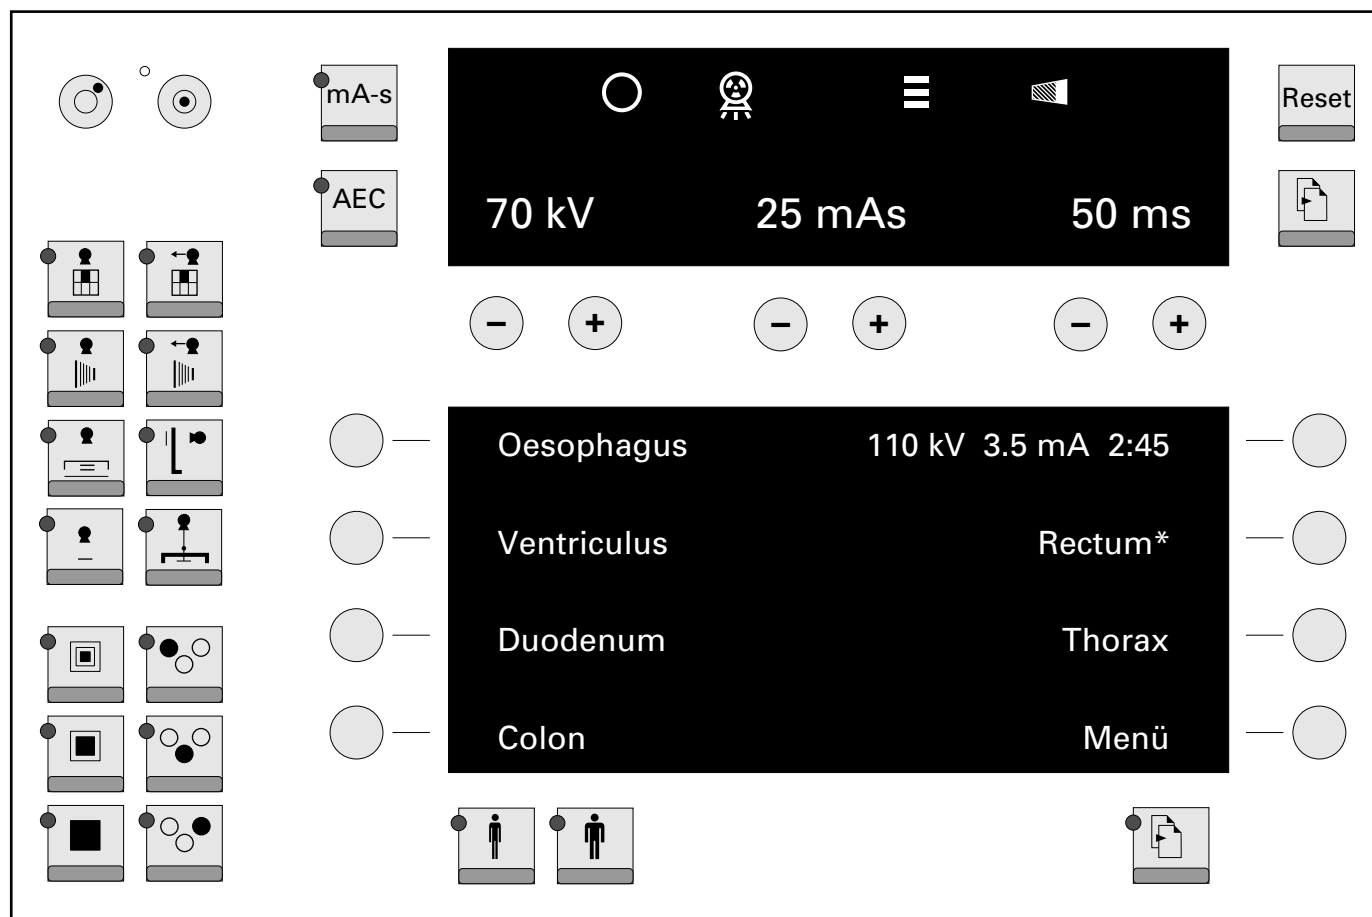 mA-s
Reset
AEC
70 kV 25 mAs 50 ms
− + − + − +
Oesophagus 110 kV 3.5 mA 2:45
Ventriculus Rectum*
Duodenum Thorax
Colon Menü